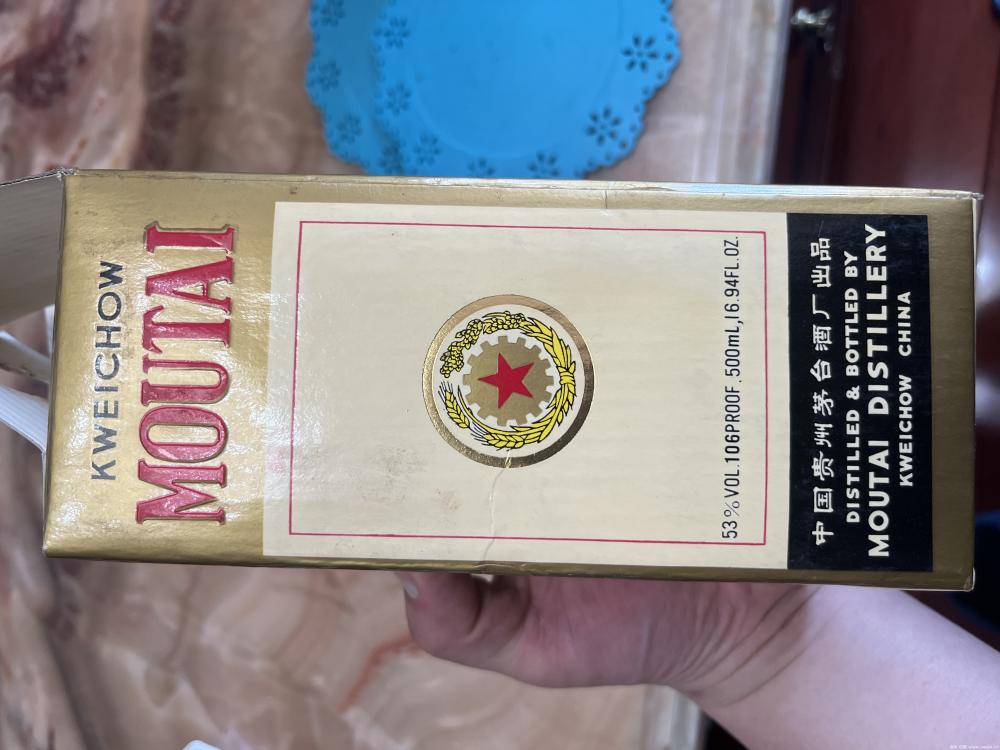 KWEICHOW
MOUTAI
53%VOL.106PROOF. 500mL,16.94FL.OZ.
中国贵州茅台酒厂出品
DISTILLED & BOTTLED BY
MOUTAI DISTILLERY
KWEICHOW CHINA